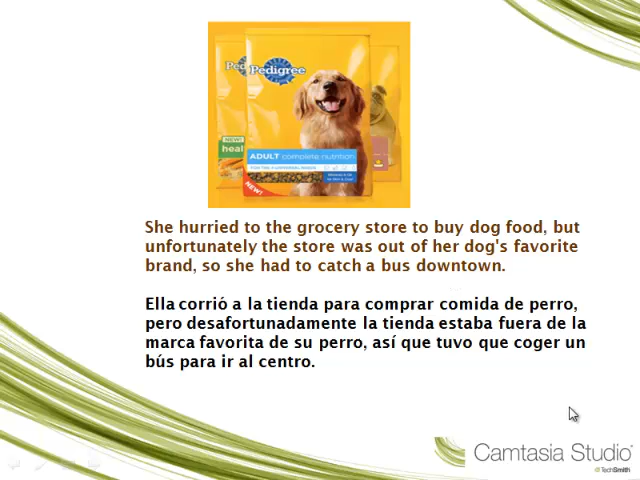 Pedigree
NEW!
heal
ADULT complete nutrition
NEW!
She hurried to the grocery store to buy dog food, but
unfortunately the store was out of her dog's favorite
brand, so she had to catch a bus downtown.
Ella corrió a la tienda para comprar comida de perro,
pero desafortunadamente la tienda estaba fuera de la
marca favorita de su perro, así que tuvo que coger un
bús para ir al centro.
Camtasia Studio
TechSmith